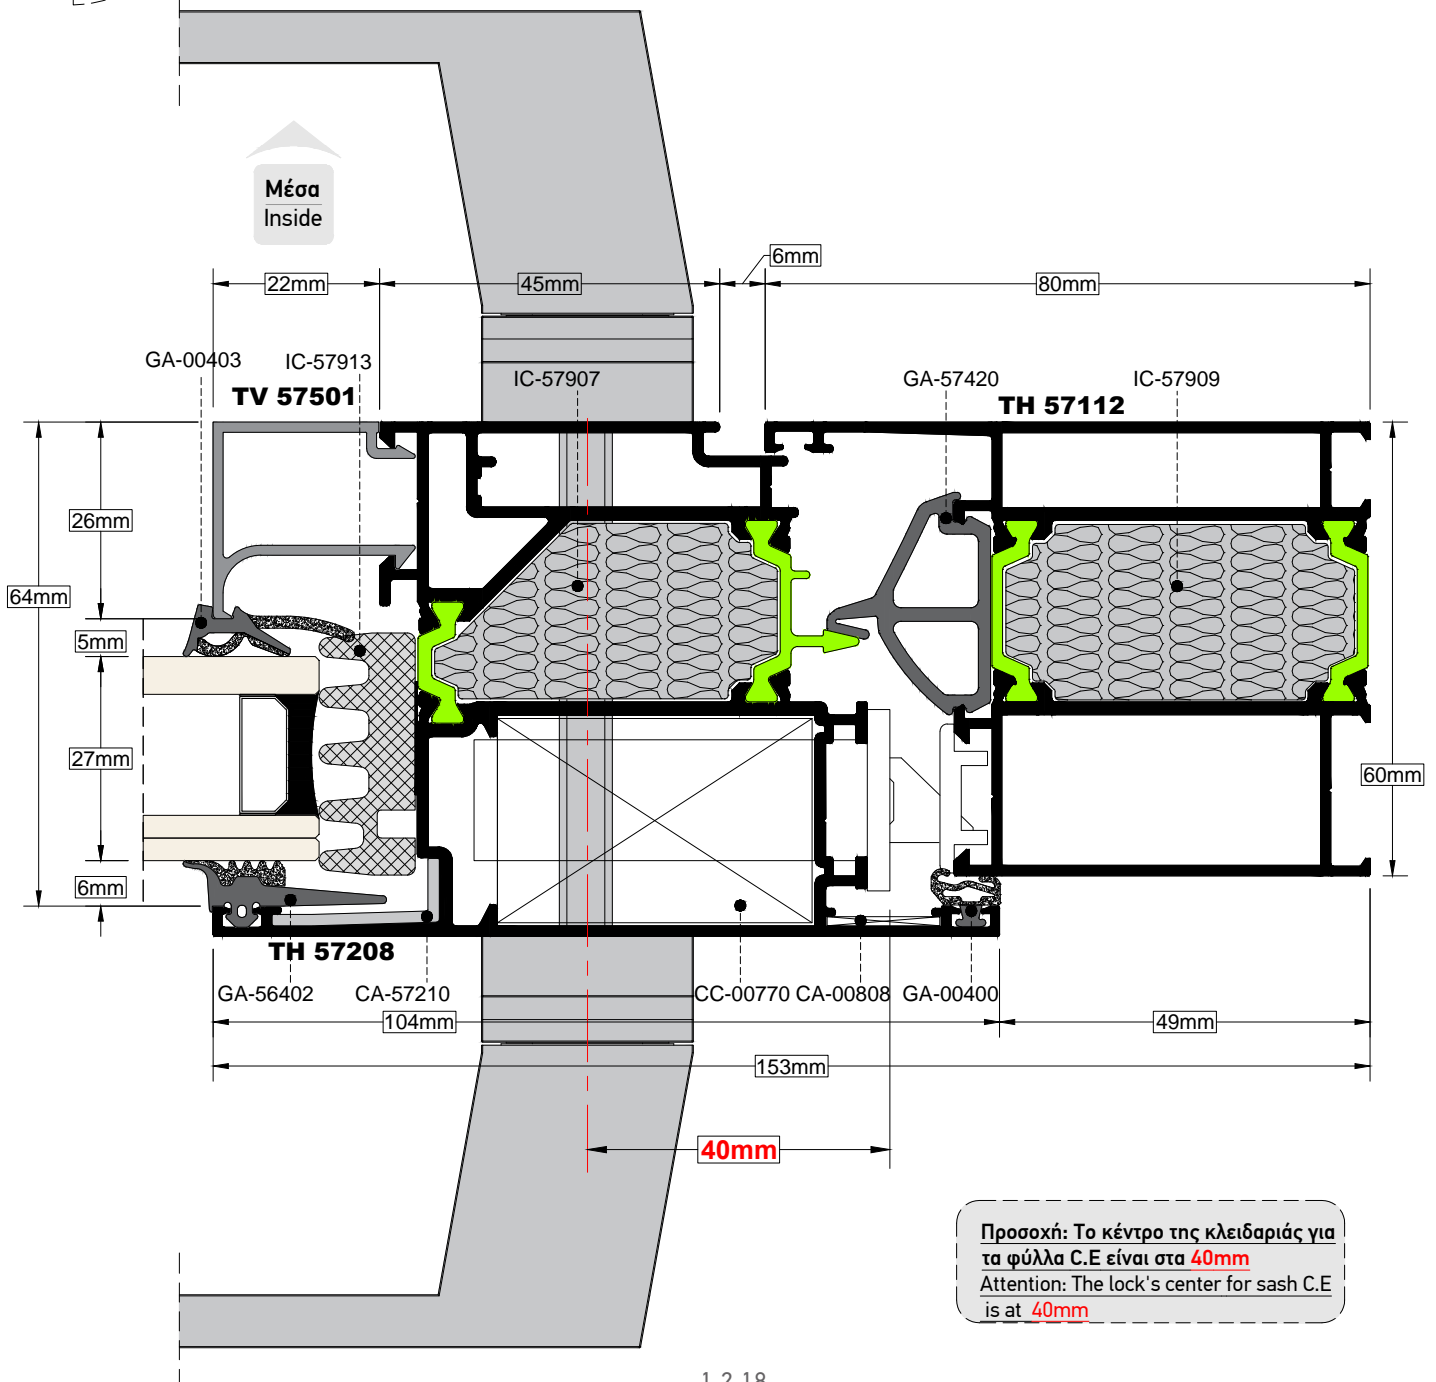 Μέσα
Inside
6mm
22mm
45mm
80mm
GA-00403
IC-57913
IC-57907
GA-57420
IC-57909
TV 57501
TH 57112
26mm
64mm
5mm
27mm
60mm
6mm
TH 57208
GA-56402
CA-57210
CC-00770
CA-00808
GA-00400
104mm
49mm
153mm
40mm
Προσοχή: Το κέντρο της κλειδαριάς για
τα φύλλα C.E είναι στα 40mm
Attention: The lock's center for sash C.E
is at 40mm
1.2.18